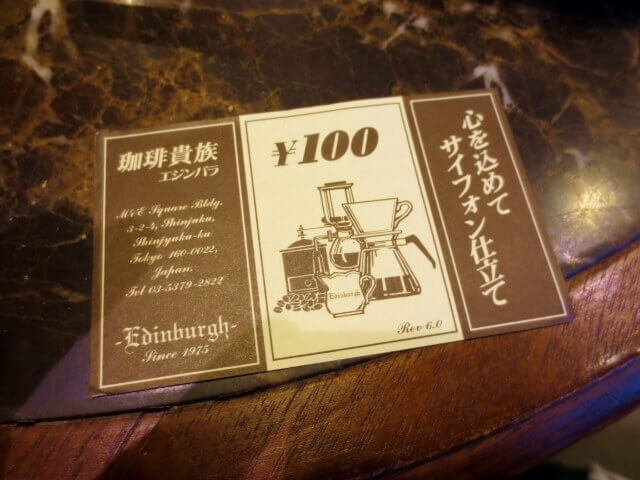 珈琲貴族
エジンバラ
M&E Square Bldg.
3-2-4, Shinjuku,
Shinjyuku-ku
Tokyo 160-0022,
Japan.
Tel 03-5379-2822
-Edinburgh-
Since 1975
¥100
Edinburgh
Rev 6.0
心を込めて
サイフォン仕立て